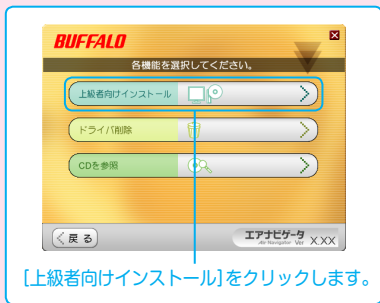 BUFFALO
各機能を選択してください。
上級者向けインストール
ドライバ削除
CDを参照
戻る
エアナビゲータ
Air Navigator Ver X.XX
[上級者向けインストール]をクリックします。